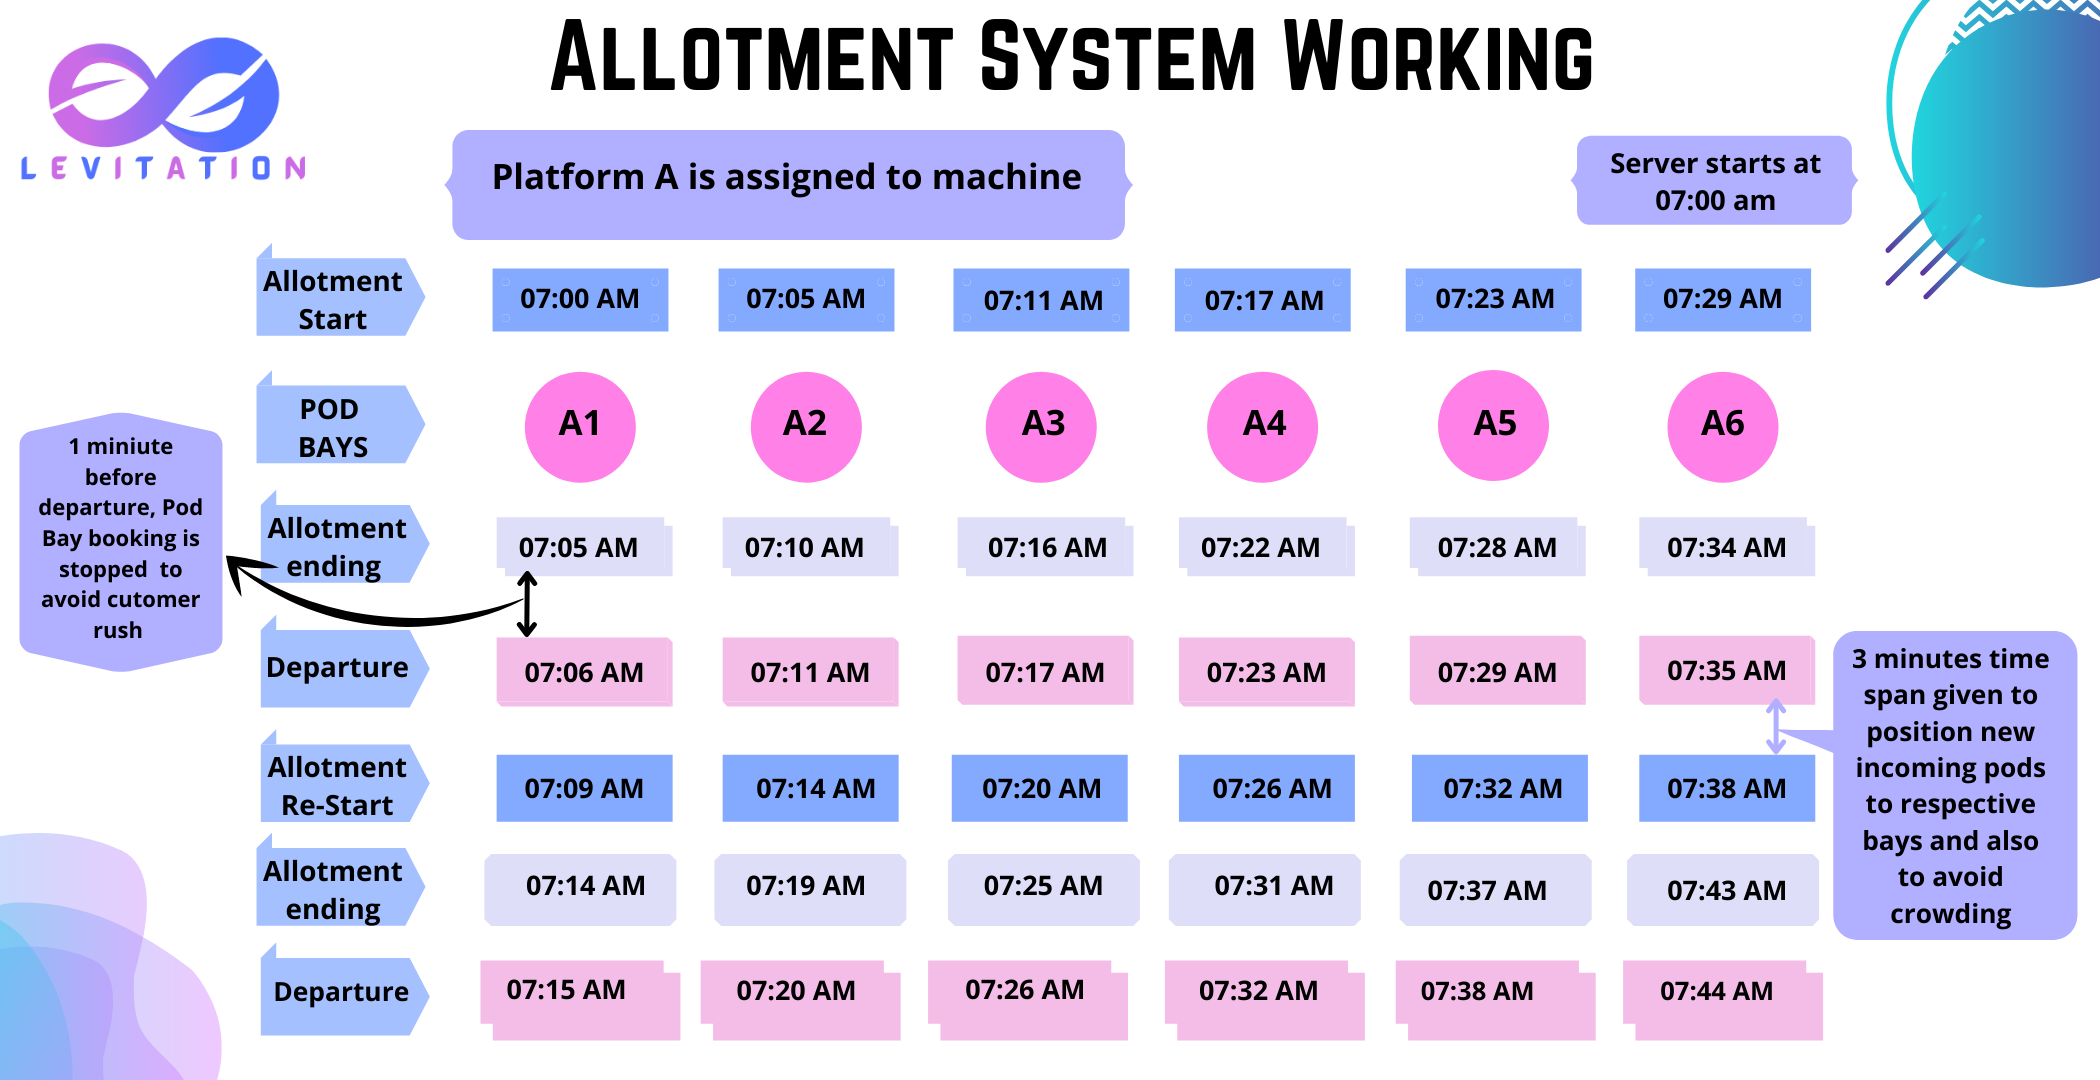 LEVITATION
ALLOTMENT SYSTEM WORKING
Platform A is assigned to machine
Server starts at
07:00 am
Allotment
Start
07:00 AM 07:05 AM 07:11 AM 07:17 AM 07:23 AM 07:29 AM
POD
BAYS
A1 A2 A3 A4 A5 A6
1 miniute
before
departure, Pod
Bay booking is
stopped to
avoid cutomer
rush
Allotment
ending
07:05 AM 07:10 AM 07:16 AM 07:22 AM 07:28 AM 07:34 AM
Departure
07:06 AM 07:11 AM 07:17 AM 07:23 AM 07:29 AM 07:35 AM
3 minutes time
span given to
position new
incoming pods
to respective
bays and also
to avoid
crowding
Allotment
Re-Start
07:09 AM 07:14 AM 07:20 AM 07:26 AM 07:32 AM 07:38 AM
Allotment
ending
07:14 AM 07:19 AM 07:25 AM 07:31 AM 07:37 AM 07:43 AM
Departure
07:15 AM 07:20 AM 07:26 AM 07:32 AM 07:38 AM 07:44 AM